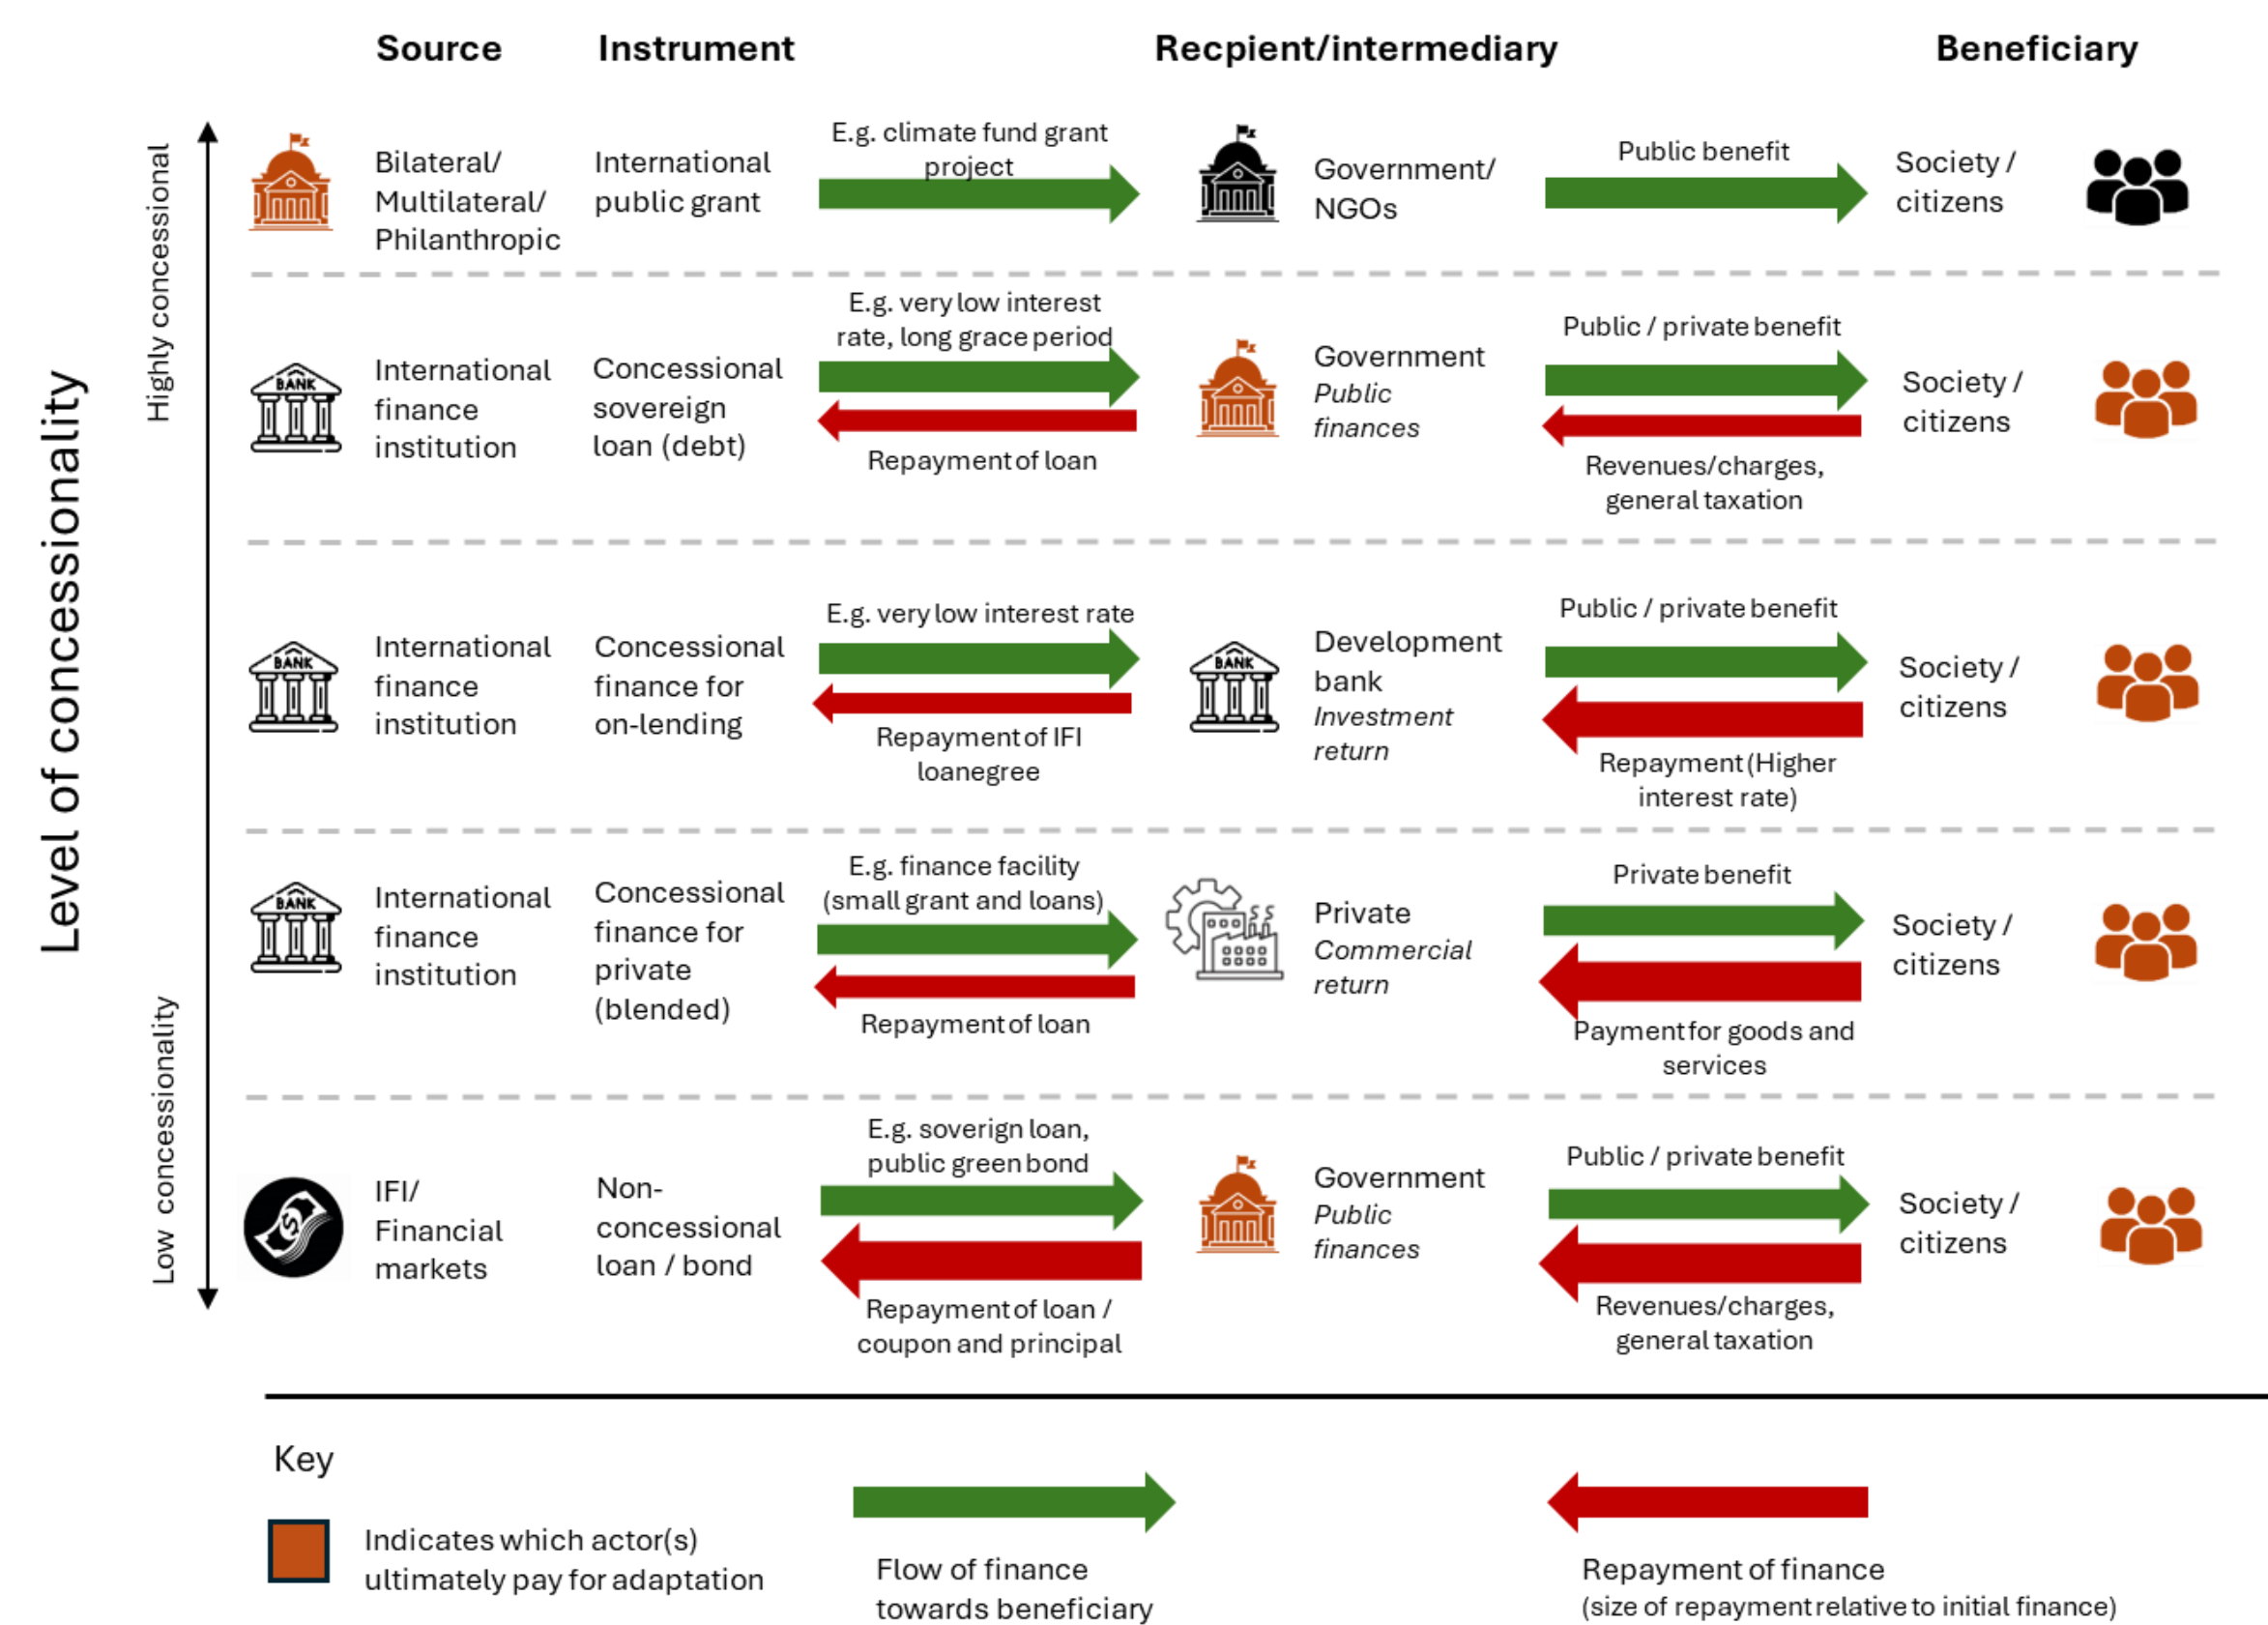 Source
Instrument
Recpient/intermediary
Beneficiary
Level of concessionality
Highly concessional
Low concessionality
BANK
Bilateral/
Multilateral/
Philanthropic
International
public grant
E.g. climate fund grant
project
Government/
NGOs
Public benefit
Society /
citizens
BANK
International
finance
institution
Concessional
sovereign
loan (debt)
E.g. very low interest
rate, long grace period
Repayment of loan
Government
Public
finances
Public / private benefit
Revenues/charges,
general taxation
Society /
citizens
BANK
International
finance
institution
Concessional
finance for
on-lending
E.g. very low interest rate
Repayment of IFI
loanegree
BANK
Development
bank
Investment
return
Public / private benefit
Repayment (Higher
interest rate)
Society /
citizens
International
finance
institution
Concessional
finance for
private
(blended)
E.g. finance facility
(small grant and loans)
Repayment of loan
Private
Commercial
return
Private benefit
Payment for goods and
services
Society /
citizens
$
IFI/
Financial
markets
Non-
concessional
loan / bond
E.g. soverign loan,
public green bond
Repayment of loan /
coupon and principal
Government
Public
finances
Public / private benefit
Revenues/charges,
general taxation
Society /
citizens
Key
Indicates which actor(s)
ultimately pay for adaptation
Flow of finance
towards beneficiary
Repayment of finance
(size of repayment relative to initial finance)